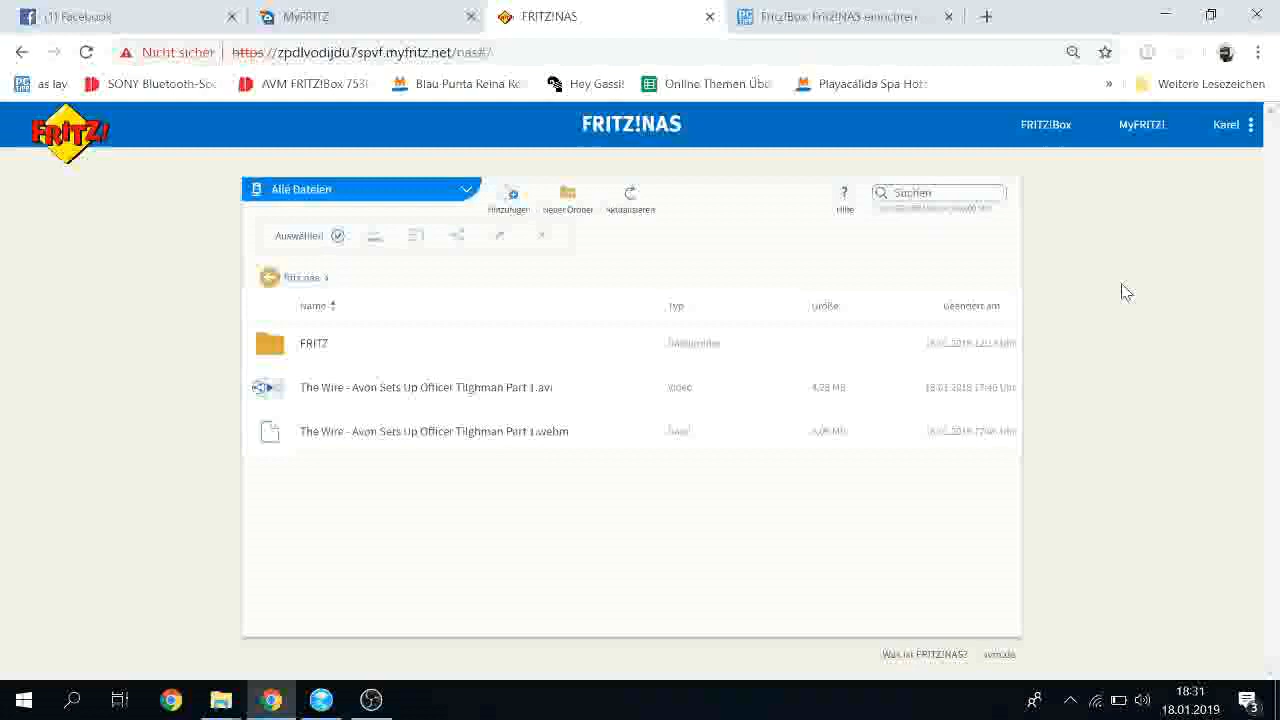 (1) Facebook
MyFRITZ
FRITZ!NAS
Fritz!Box: Fritz!NAS einrichten
Nicht sicher
https://zpdlvodijdu7spvf.myfritz.net/nas#/
as lay
SONY Bluetooth-So
AVM FRITZ!Box 753
Blau Punta Reina Re
Hey Gassi!
Online Themen Übe
Playacálida Spa Hot
»
Weitere Lesezeichen
FRITZ!
FRITZ!NAS
FRITZ!Box
MyFRITZ!
Karel
Alle Dateien
Hinzufügen
Neuer Ordner
Aktualisieren
Hilfe
Suchen
Auswählen
fritz.nas
Name
Typ
Größe
Geändert am
FRITZ
The Wire - Avon Sets Up Officer Tilghman Part 1.avi
Video
18.01.2019 17:46 Uhr
The Wire - Avon Sets Up Officer Tilghman Part 1.webm
Was ist FRITZ!NAS?
avm.de
18:31
18.01.2019
3